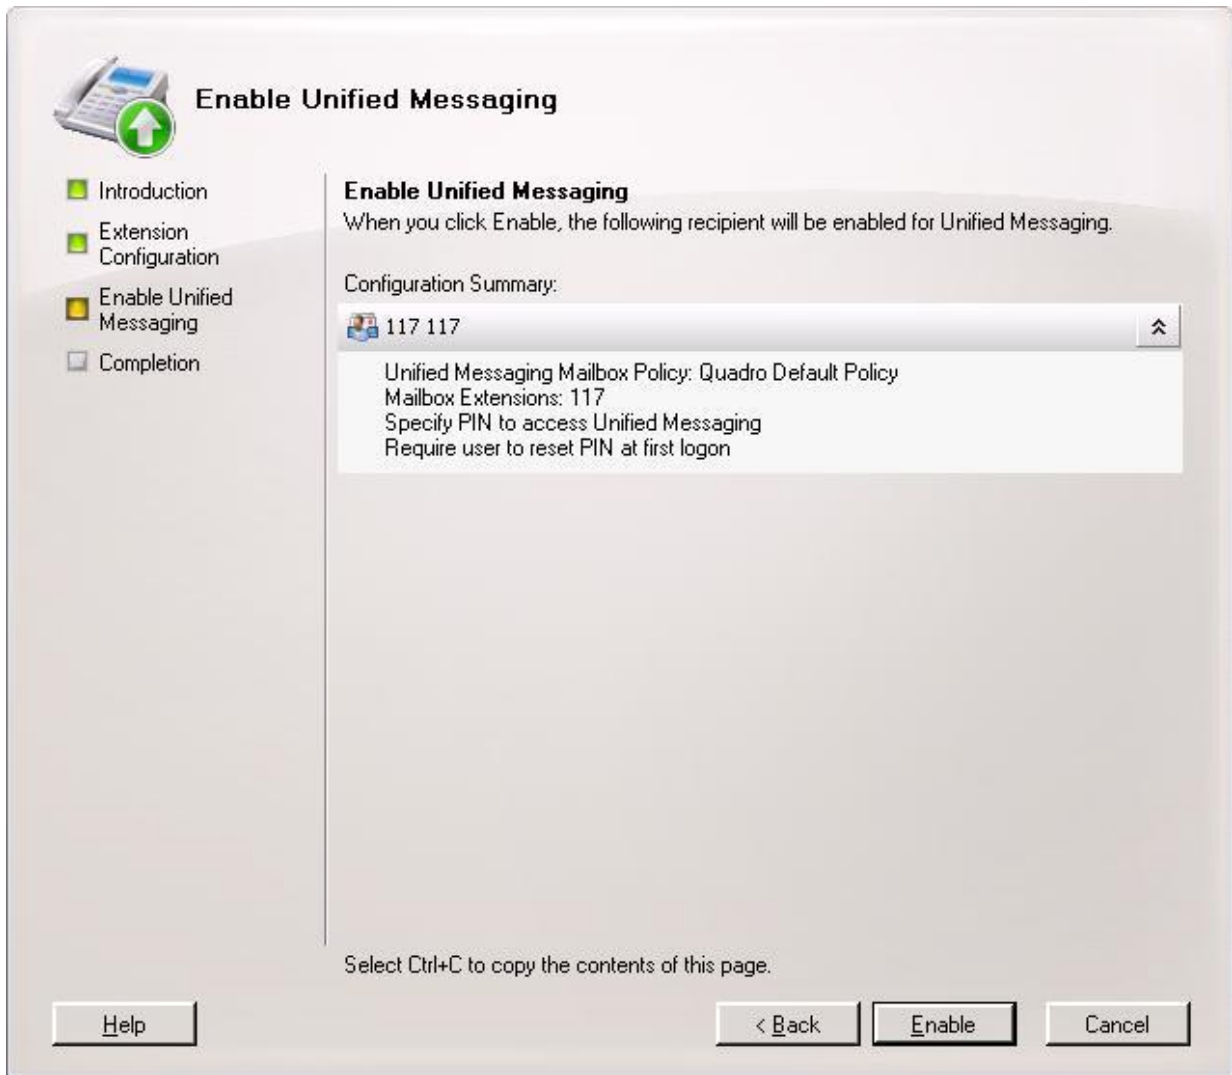 Enable Unified Messaging
Introduction
Extension
Configuration
Enable Unified
Messaging
Completion
Enable Unified Messaging
When you click Enable, the following recipient will be enabled for Unified Messaging.
Configuration Summary:
117 117
Unified Messaging Mailbox Policy: Quadro Default Policy
Mailbox Extensions: 117
Specify PIN to access Unified Messaging
Require user to reset PIN at first logon
Select Ctrl+C to copy the contents of this page.
Help
< Back
Enable
Cancel